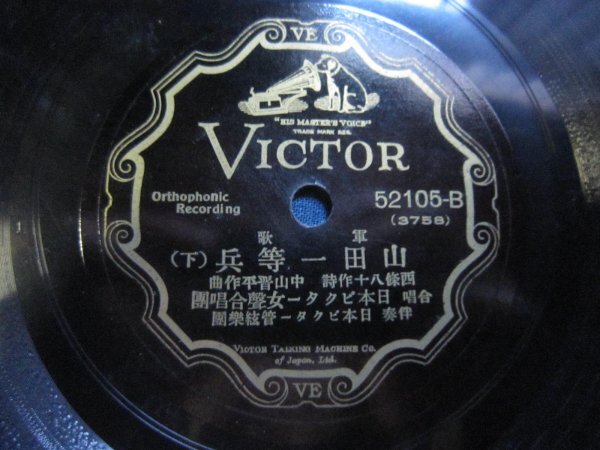 VE
"HIS MASTER'S VOICE"
TRADE MARK REG.
VICTOR
Orthophonic
Recording
52105-B
(3758)
軍歌
山田一等兵(下)
西條八十作詩 中山晋平作曲
合唱 日本ビクター女聲合唱團
伴奏 日本ビクター管絃樂團
VICTOR TALKING MACHINE CO.
of Japan, Ltd.
VE